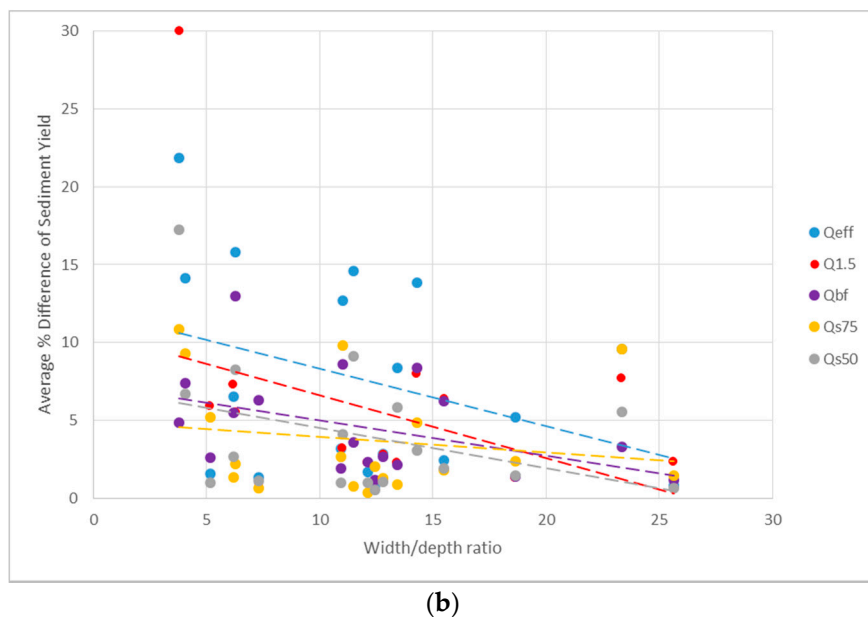 30
25
20
15
10
5
0
Average % Difference of Sediment Yield
0 5 10 15 20 25 30
Width/depth ratio
Qeff
Q1.5
Qbf
Qs75
Qs50
(b)